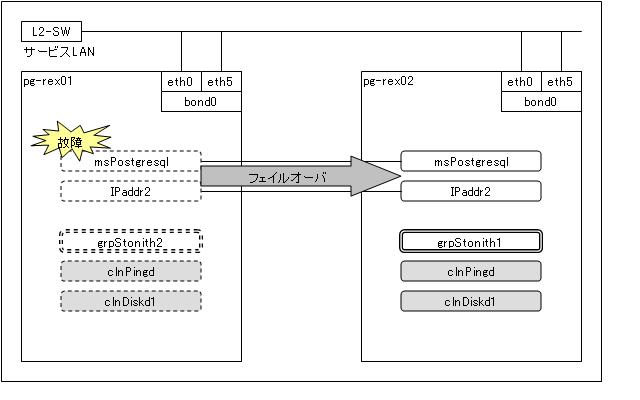 L2-SW
サービスLAN
pg-rex01
eth0
eth5
bond0
pg-rex02
eth0
eth5
bond0
故障
msPostgresql
IPaddr2
フェイルオーバ
msPostgresql
IPaddr2
grpStonith2
clnPingd
clnDiskd1
grpStonith1
clnPingd
clnDiskd1